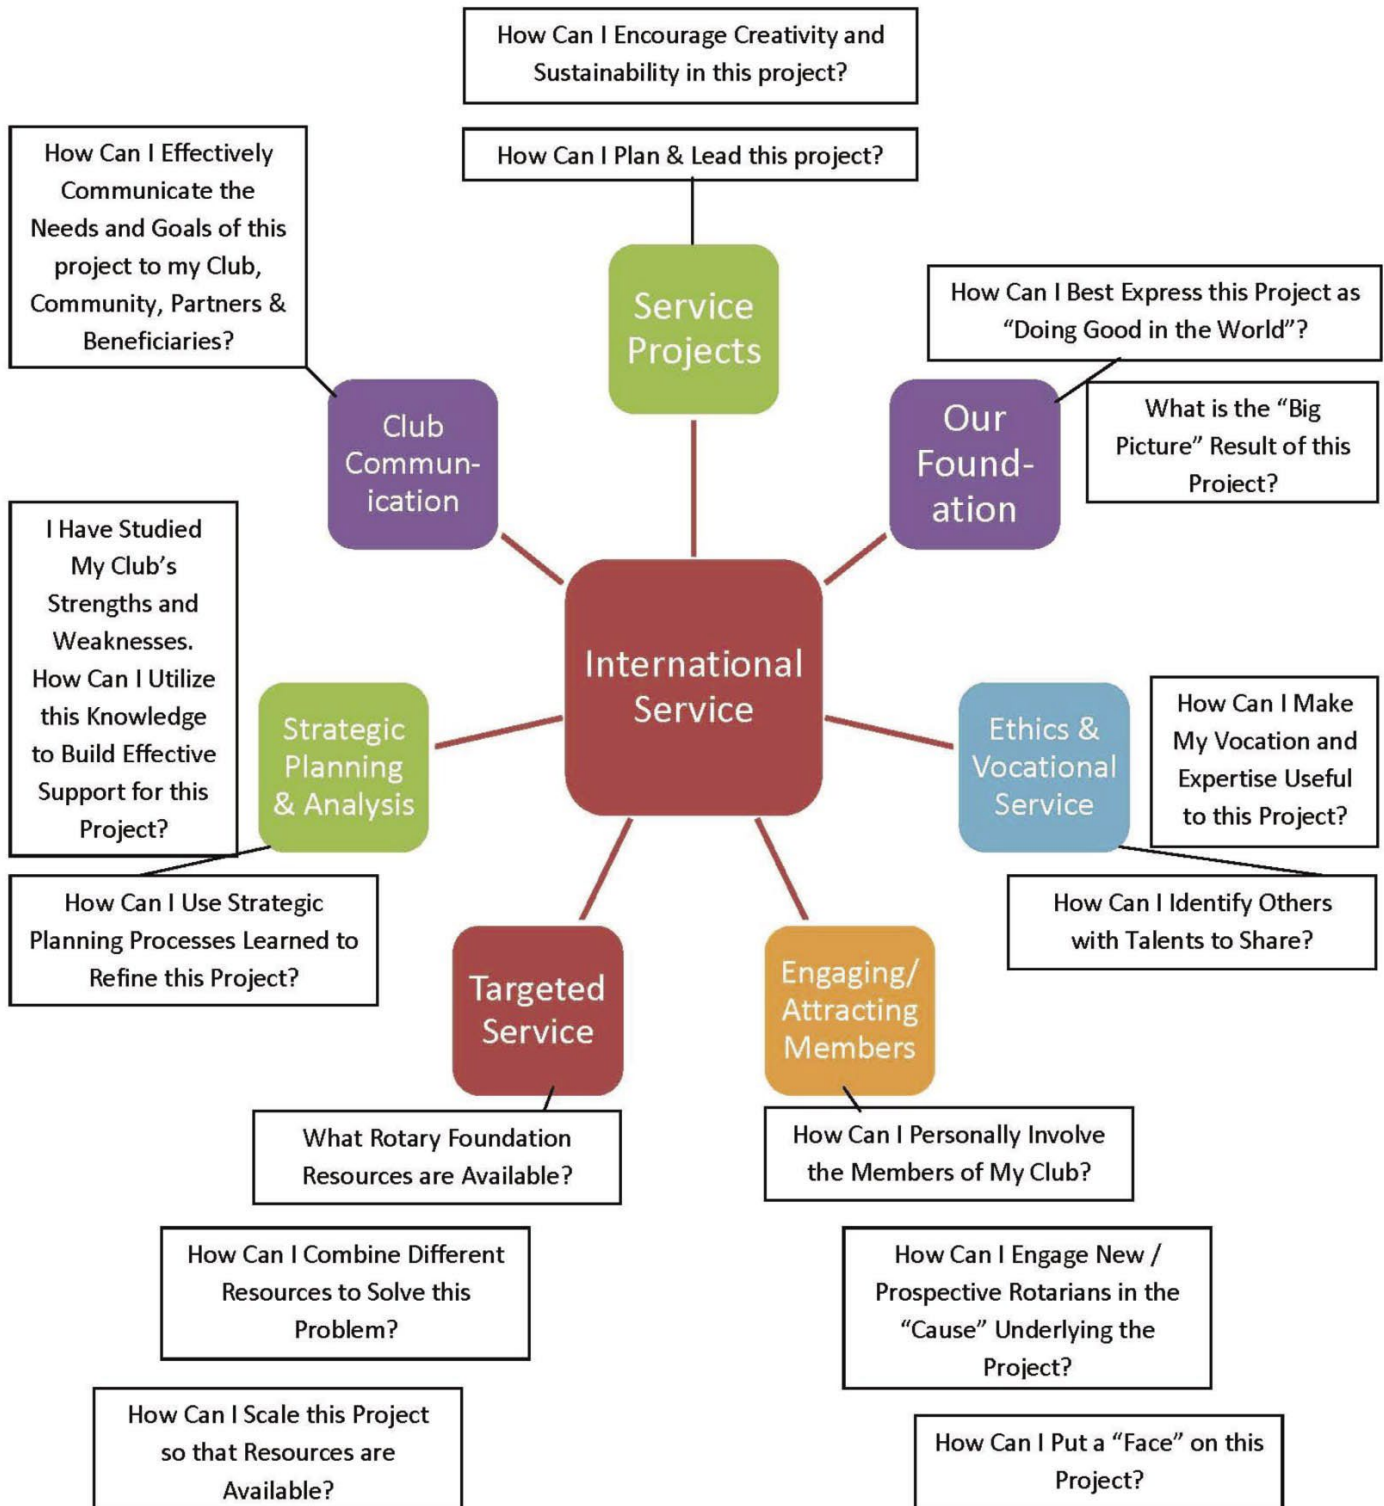 How Can I Encourage Creativity and
Sustainability in this project?
How Can I Plan & Lead this project?
How Can I Effectively
Communicate the
Needs and Goals of this
project to my Club,
Community, Partners &
Beneficiaries?
Service
Projects
How Can I Best Express this Project as
“Doing Good in the World”?
Club
Commun-
ication
Our
Found-
ation
What is the “Big
Picture” Result of this
Project?
I Have Studied
My Club’s
Strengths and
Weaknesses.
How Can I Utilize
this Knowledge
to Build Effective
Support for this
Project?
International
Service
Strategic
Planning
& Analysis
Ethics &
Vocational
Service
How Can I Make
My Vocation and
Expertise Useful
to this Project?
How Can I Use Strategic
Planning Processes Learned to
Refine this Project?
How Can I Identify Others
with Talents to Share?
Targeted
Service
Engaging/
Attracting
Members
What Rotary Foundation
Resources are Available?
How Can I Personally Involve
the Members of My Club?
How Can I Combine Different
Resources to Solve this
Problem?
How Can I Engage New /
Prospective Rotarians in the
“Cause” Underlying the
Project?
How Can I Scale this Project
so that Resources are
Available?
How Can I Put a “Face” on this
Project?